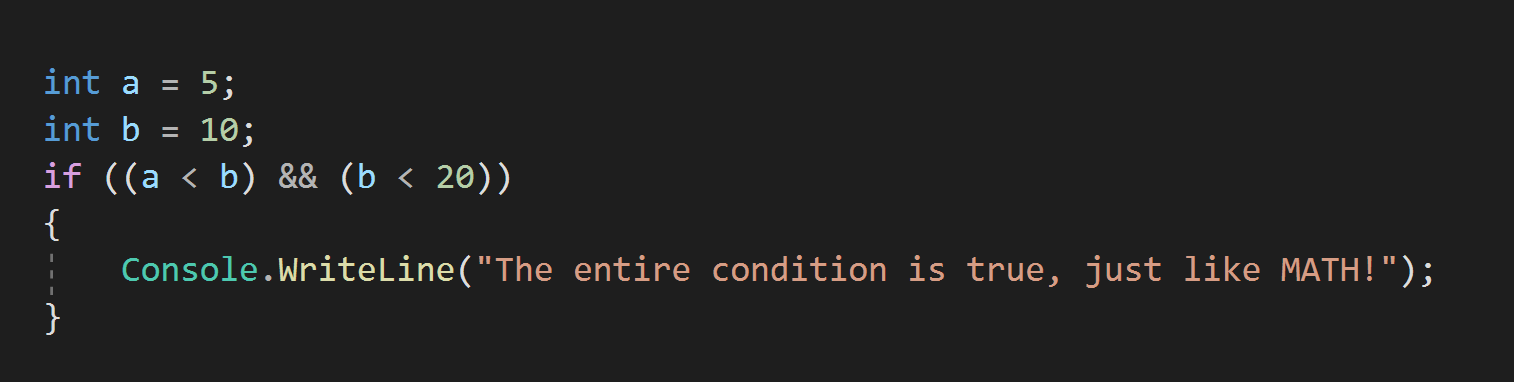 int a = 5;
int b = 10;
if ((a < b) && (b < 20))
{
    Console.WriteLine("The entire condition is true, just like MATH!");
}